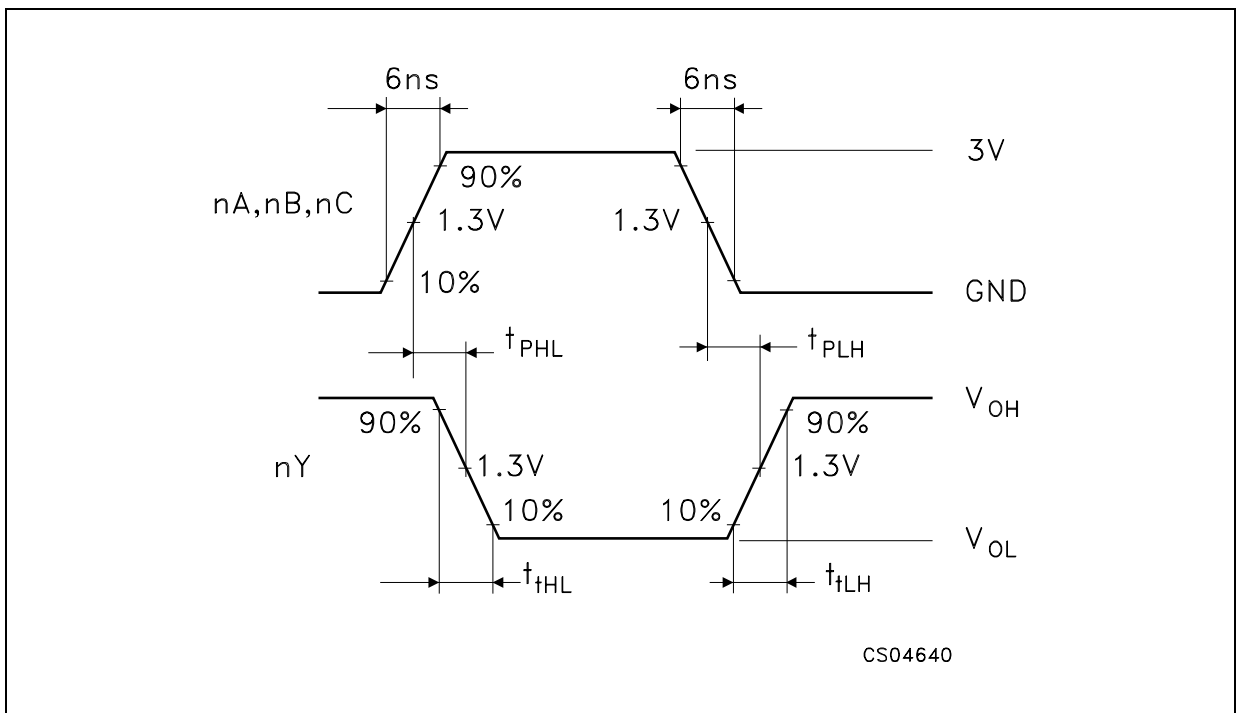 6ns 6ns
3V
90%
nA,nB,nC
1.3V 1.3V
10%
GND
tPHL tPLH
VOH
90% 90%
nY
1.3V 1.3V
10% 10%
VOL
ttHL ttLH
CS04640